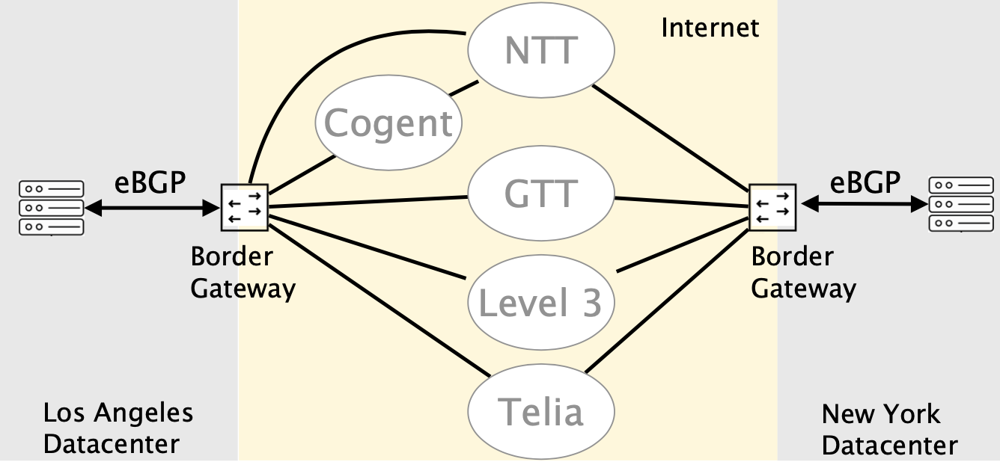 Internet
NTT
Cogent
eBGP
GTT
eBGP
Border
Gateway
Border
Gateway
Level 3
Telia
Los Angeles
Datacenter
New York
Datacenter